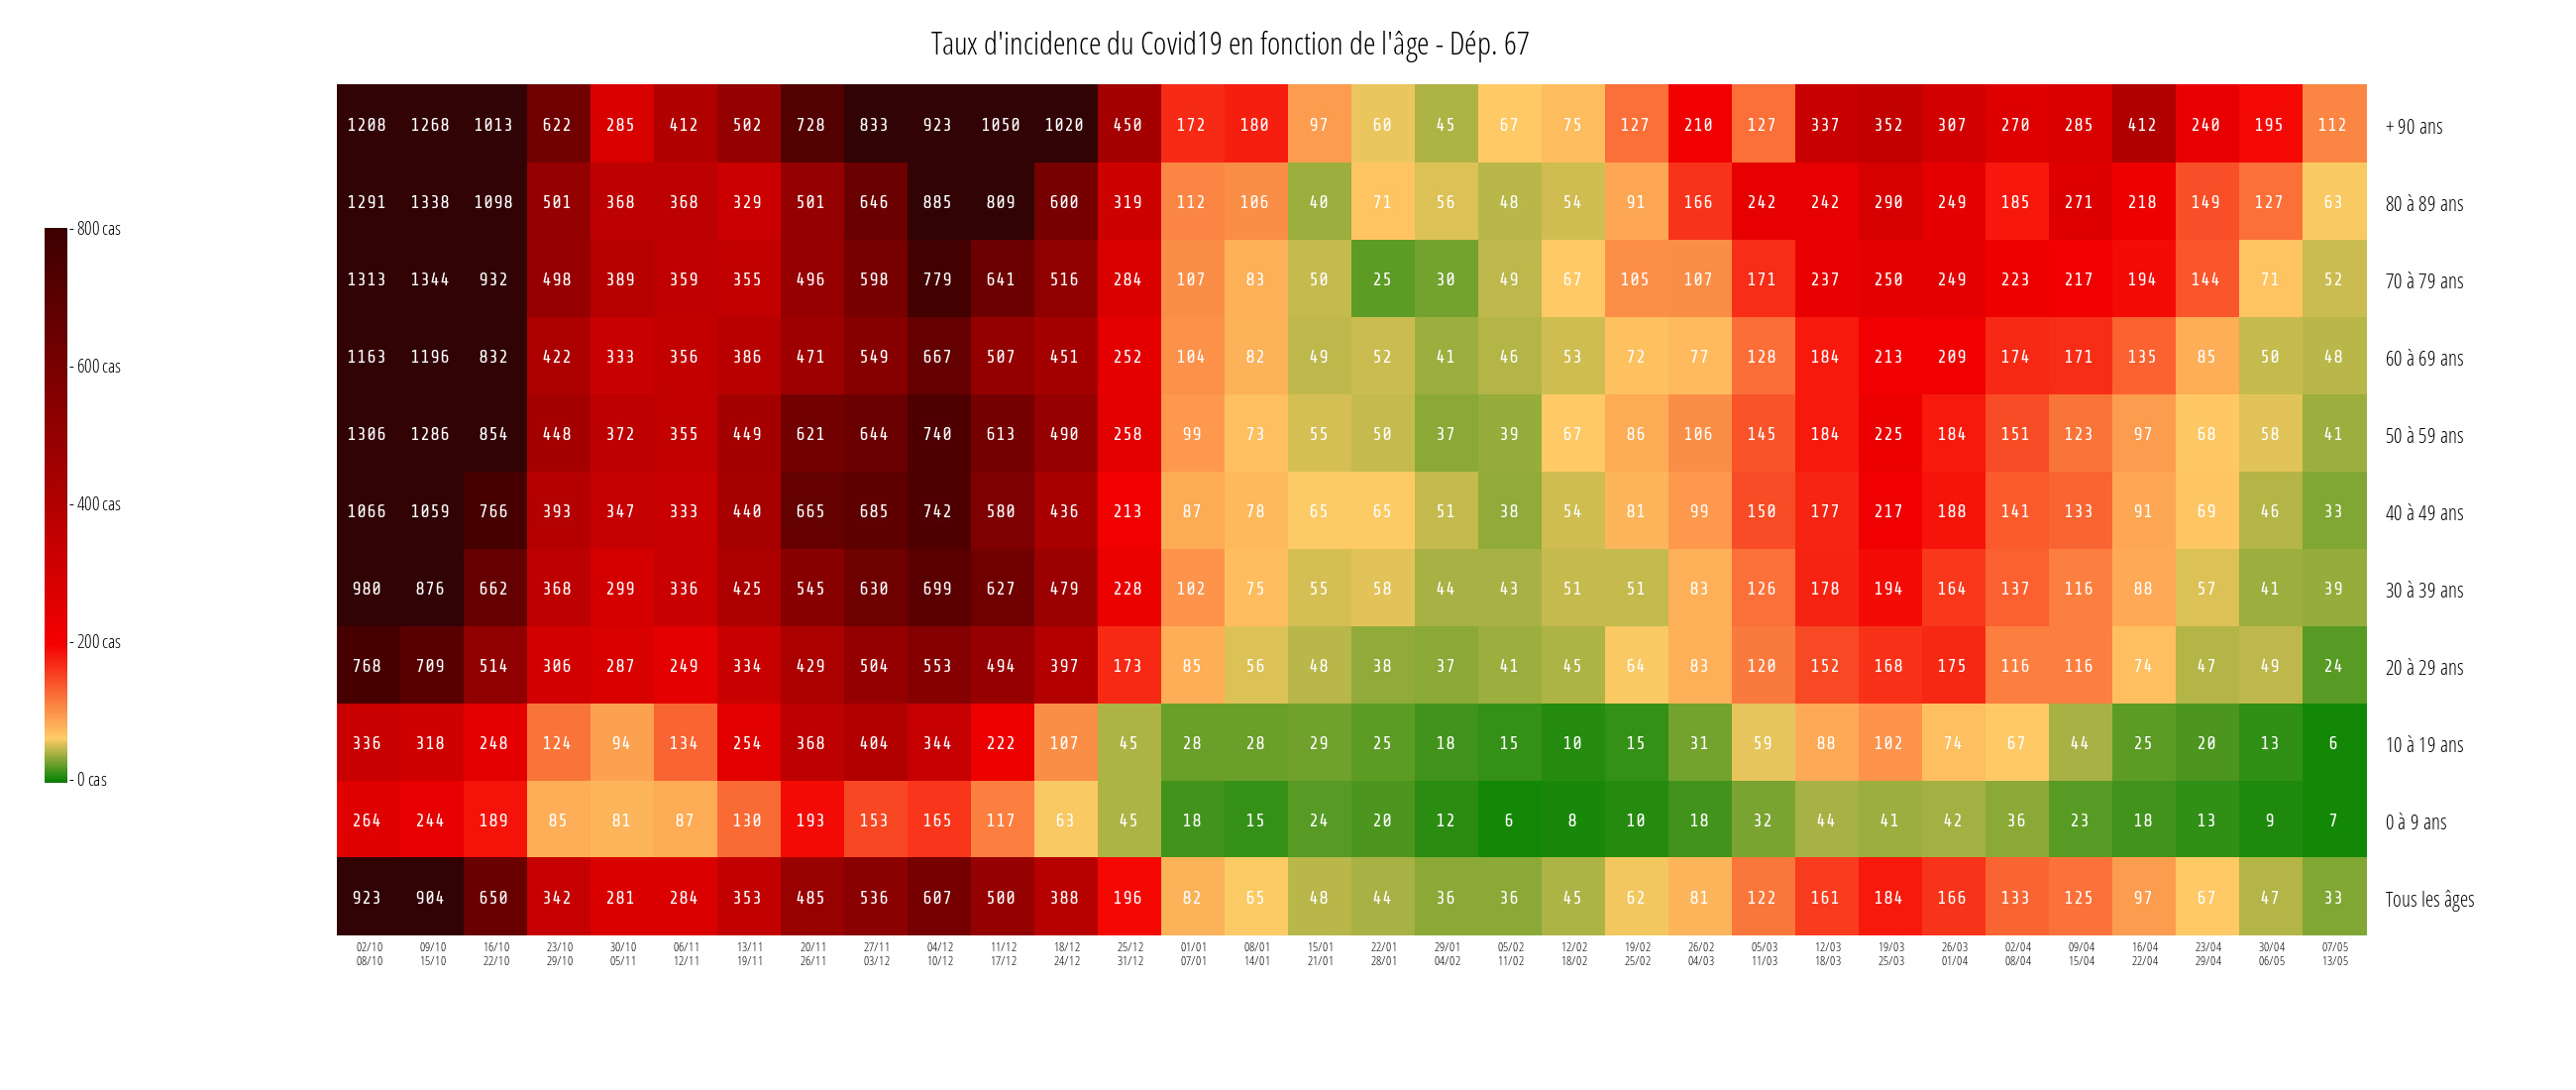 Taux d'incidence du Covid19 en fonction de l'âge - Dép. 67
1208 1268 1013 622 285 412 502 728 833 923 1050 1020 450 172 180 97 60 45 67 75 127 210 127 337 352 307 270 285 412 240 195 112 + 90 ans
1291 1338 1098 501 368 368 329 501 646 885 809 600 319 112 106 40 71 56 48 54 91 166 242 242 290 249 185 271 218 149 127 63 80 à 89 ans
1313 1344 932 498 389 359 355 496 598 779 641 516 284 107 83 50 25 30 49 67 105 107 171 237 250 249 223 217 194 144 71 52 70 à 79 ans
1163 1196 832 422 333 356 386 471 549 667 507 451 252 104 82 49 52 41 46 53 72 77 128 184 213 209 174 171 135 85 50 48 60 à 69 ans
1306 1286 854 448 372 355 449 621 644 740 613 490 258 99 73 55 50 37 39 67 86 106 145 184 225 184 151 123 97 68 58 41 50 à 59 ans
1066 1059 766 393 347 333 440 665 685 742 580 436 213 87 78 65 65 51 38 54 81 99 150 177 217 188 141 133 91 69 46 33 40 à 49 ans
980 876 662 368 299 336 425 545 630 699 627 479 228 102 75 55 58 44 43 51 51 83 126 178 194 164 137 116 88 57 41 39 30 à 39 ans
768 709 514 306 287 249 334 429 504 553 494 397 173 85 56 48 38 37 41 45 64 83 120 152 168 175 116 116 74 47 49 24 20 à 29 ans
336 318 248 124 94 134 254 368 404 344 222 107 45 28 28 29 25 18 15 10 15 31 59 88 102 74 67 44 25 20 13 6 10 à 19 ans
264 244 189 85 81 87 130 193 153 165 117 63 45 18 15 24 20 12 6 8 10 18 32 44 41 42 36 23 18 13 9 7 0 à 9 ans
923 904 650 342 281 284 353 485 536 607 500 388 196 82 65 48 44 36 36 45 62 81 122 161 184 166 133 125 97 67 47 33 Tous les âges
02/10 09/10 16/10 23/10 30/10 06/11 13/11 20/11 27/11 04/12 11/12 18/12 25/12 01/01 08/01 15/01 22/01 29/01 05/02 12/02 19/02 26/02 05/03 12/03 19/03 26/03 02/04 09/04 16/04 23/04 30/04 07/05
08/10 15/10 22/10 29/10 05/11 12/11 19/11 26/11 03/12 10/12 17/12 24/12 31/12 07/01 14/01 21/01 28/01 04/02 11/02 18/02 25/02 04/03 11/03 18/03 25/03 01/04 08/04 15/04 22/04 29/04 06/05 13/05
- 800 cas
- 600 cas
- 400 cas
- 200 cas
- 0 cas